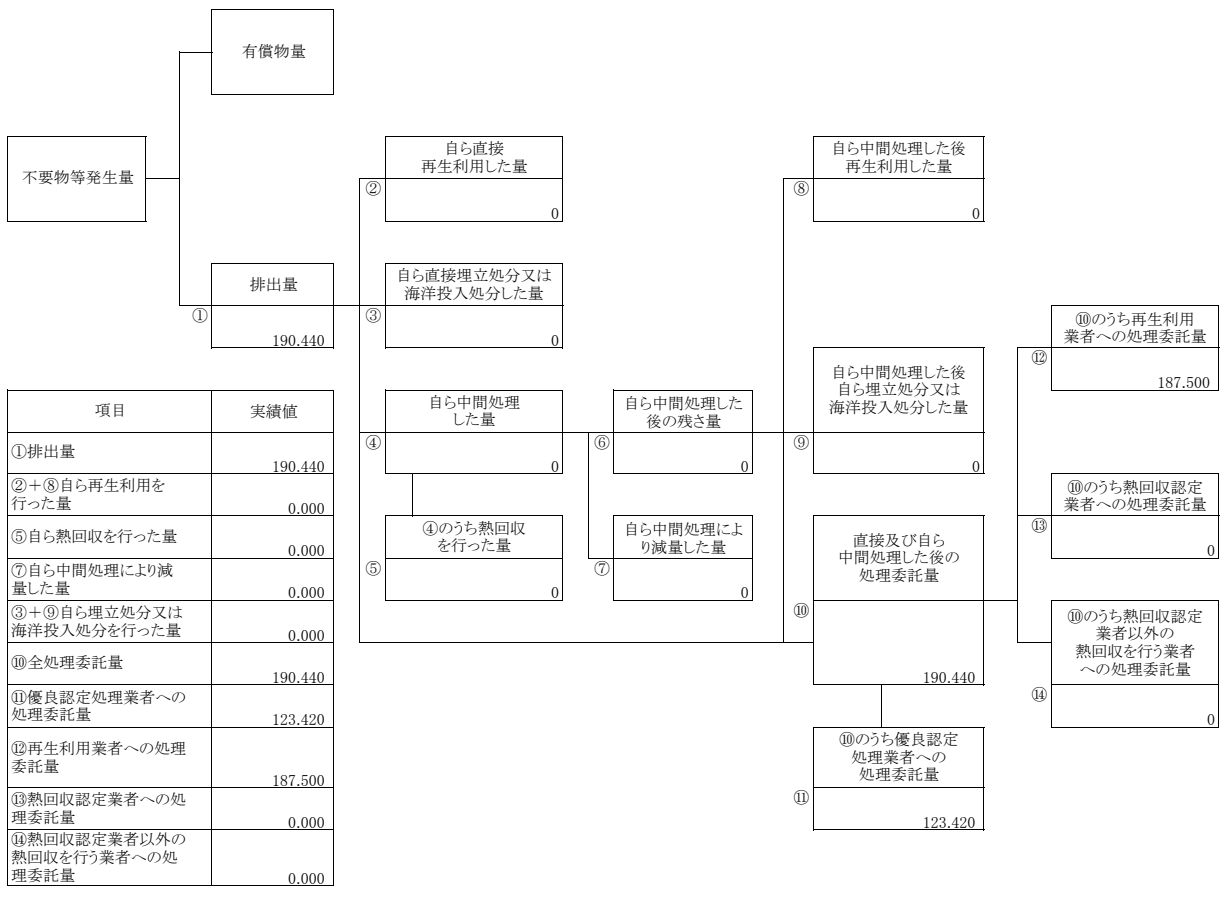 有償物量
不要物等発生量
排出量
①
190.440
自ら直接
再生利用した量
②
0
自ら直接埋立処分又は
海洋投入処分した量
③
0
自ら中間処理
した量
④
0
④のうち熱回収
を行った量
⑤
0
自ら中間処理した
後の残さ量
⑥
0
自ら中間処理によ
り減量した量
⑦
0
自ら中間処理した後
再生利用した量
⑧
0
自ら中間処理した後
自ら埋立処分又は
海洋投入処分した量
⑨
0
直接及び自ら
中間処理した後の
処理委託量
⑩
190.440
⑩のうち優良認定
処理業者への
処理委託量
⑪
123.420
⑩のうち再生利用
業者への処理委託量
⑫
187.500
⑩のうち熱回収認定
業者への処理委託量
⑬
0
⑩のうち熱回収認定
業者以外の
熱回収を行う業者
への処理委託量
⑭
0
項目 実績値
①排出量
190.440
②＋⑧自ら再生利用を
行った量
0.000
⑤自ら熱回収を行った量
0.000
⑦自ら中間処理により減
量した量
0.000
③＋⑨自ら埋立処分又は
海洋投入処分を行った量
0.000
⑩全処理委託量
190.440
⑪優良認定処理業者への
処理委託量
123.420
⑫再生利用業者への処理
委託量
187.500
⑬熱回収認定業者への処
理委託量
0.000
⑭熱回収認定業者以外の
熱回収を行う業者への処
理委託量
0.000